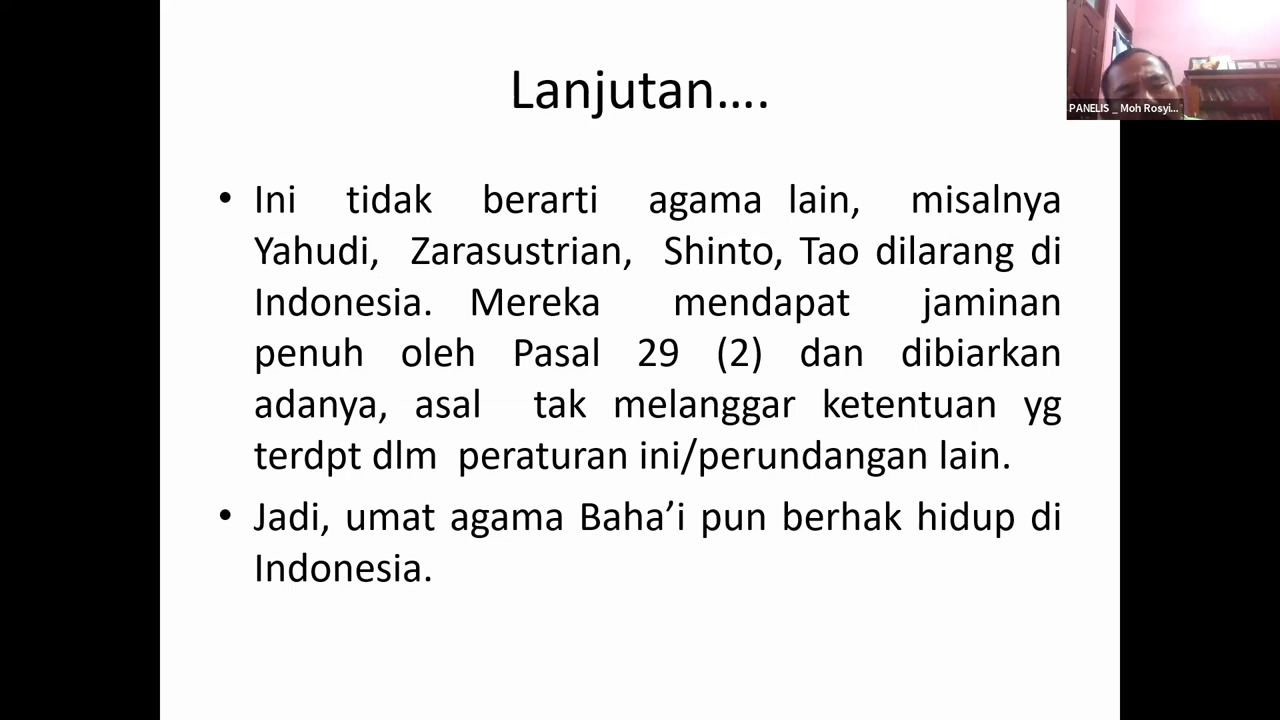 Lanjutan....
PANELIS _ Moh Rosyi...
• Ini tidak berarti agama lain, misalnya
Yahudi, Zarasustrian, Shinto, Tao dilarang di
Indonesia. Mereka mendapat jaminan
penuh oleh Pasal 29 (2) dan dibiarkan
adanya, asal tak melanggar ketentuan yg
terdpt dlm peraturan ini/perundangan lain.
• Jadi, umat agama Baha’i pun berhak hidup di
Indonesia.